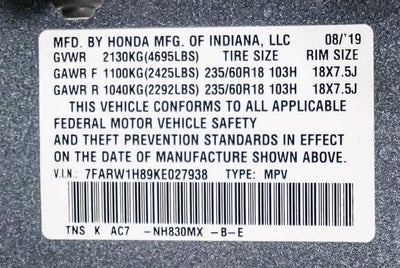 MFD. BY HONDA MFG. OF INDIANA, LLC 08/'19
GVWR 2130KG(4695LBS) TIRE SIZE RIM SIZE
GAWR F 1100KG(2425LBS) 235/60R18 103H 18X7.5J
GAWR R 1040KG(2292LBS) 235/60R18 103H 18X7.5J
THIS VEHICLE CONFORMS TO ALL APPLICABLE
FEDERAL MOTOR VEHICLE SAFETY
AND THEFT PREVENTION STANDARDS IN EFFECT
ON THE DATE OF MANUFACTURE SHOWN ABOVE.
V.I.N.: 7FARW1H89KE027938 TYPE: MPV
TNS K AC7 -NH830MX -B-E